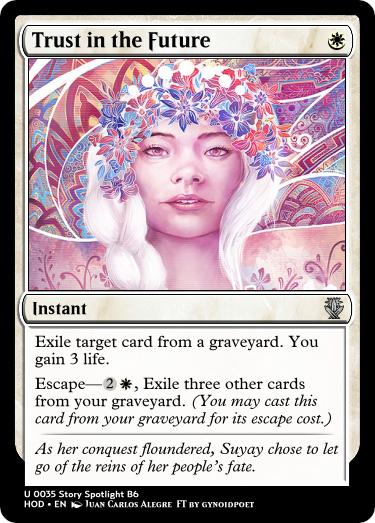 Trust in the Future
Instant
Exile target card from a graveyard. You
gain 3 life.
Escape—2, Exile three other cards
from your graveyard. (You may cast this
card from your graveyard for its escape cost.)
As her conquest floundered, Suyay chose to let
go of the reins of her people's fate.
U 0035 Story Spotlight B6
HOD • EN Juan Carlos Alegre FT by gynoidpoet